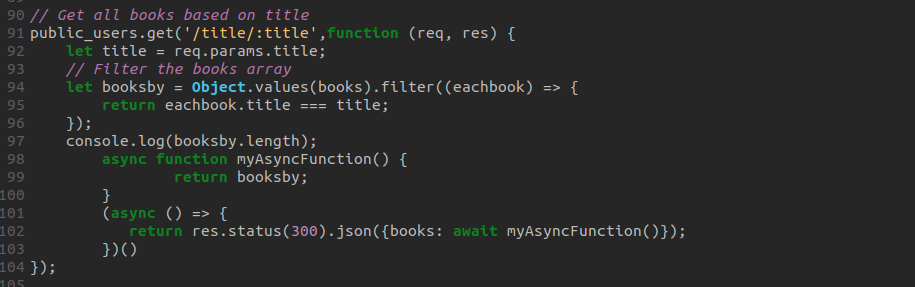 90 // Get all books based on title
91 public_users.get('/title/:title',function (req, res) {
92     let title = req.params.title;
93     // Filter the books array
94     let booksby = Object.values(books).filter((eachbook) => {
95         return eachbook.title === title;
96     });
97     console.log(booksby.length);
98         async function myAsyncFunction() {
99                 return booksby;
100         }
101         (async () => {
102            return res.status(300).json({books: await myAsyncFunction()});
103         })()
104 });